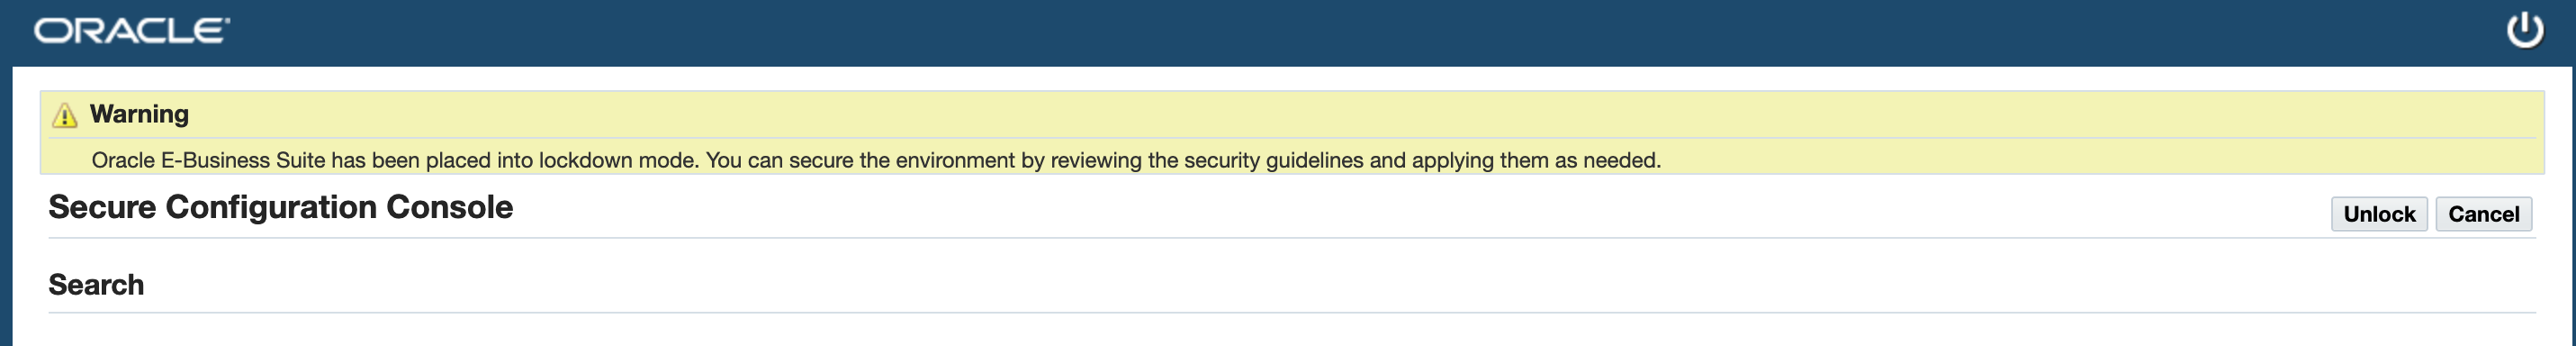 ORACLE
Warning
Oracle E-Business Suite has been placed into lockdown mode. You can secure the environment by reviewing the security guidelines and applying them as needed.
Secure Configuration Console
Unlock Cancel
Search